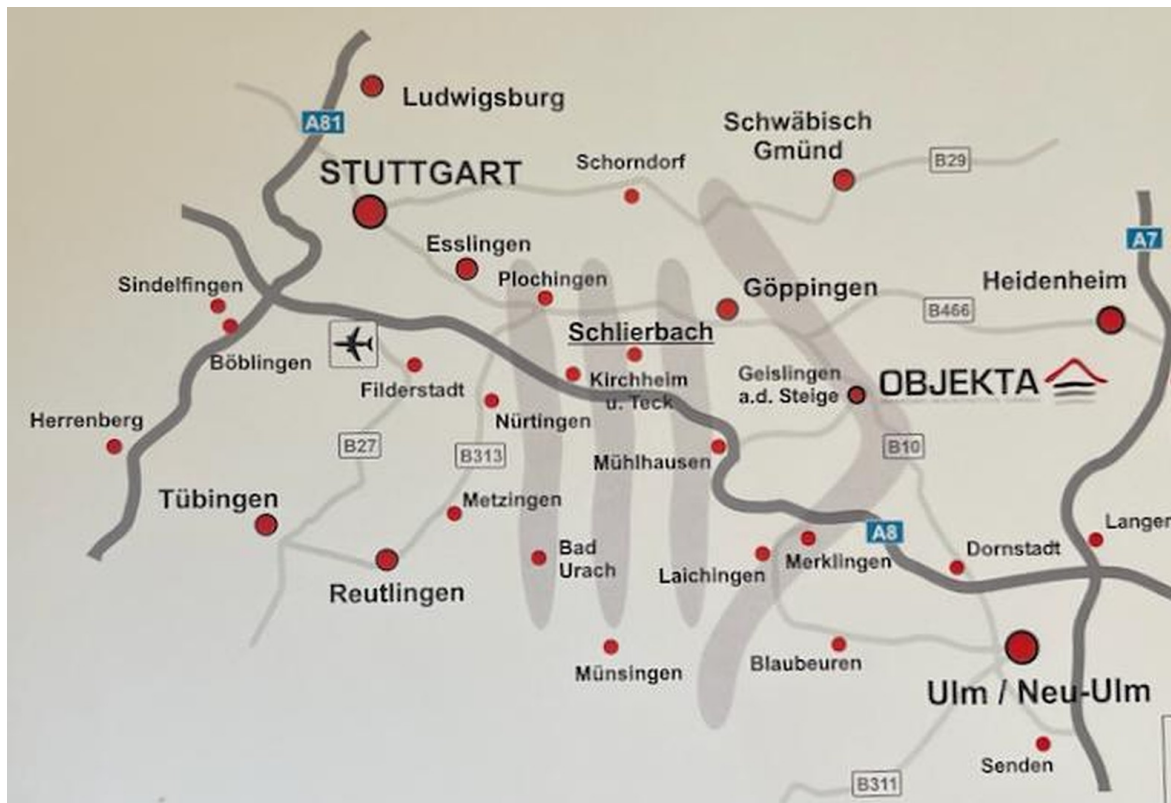 Ludwigsburg
A81
Schwäbisch
Gmünd
STUTTGART
Schorndorf
B29
Esslingen
A7
Plochingen
Sindelfingen
Göppingen
Heidenheim
B466
Schlierbach
Böblingen
Filderstadt
Kirchheim
u. Teck
Geislingen
a.d. Steige
OBJEKTA
Herrenberg
Nürtingen
B27
B313
B10
Mühlhausen
Tübingen
Metzingen
A8
Bad
Urach
Laichingen
Merklingen
Dornstadt
Langen
Reutlingen
Münsingen
Blaubeuren
Ulm / Neu-Ulm
Senden
B311